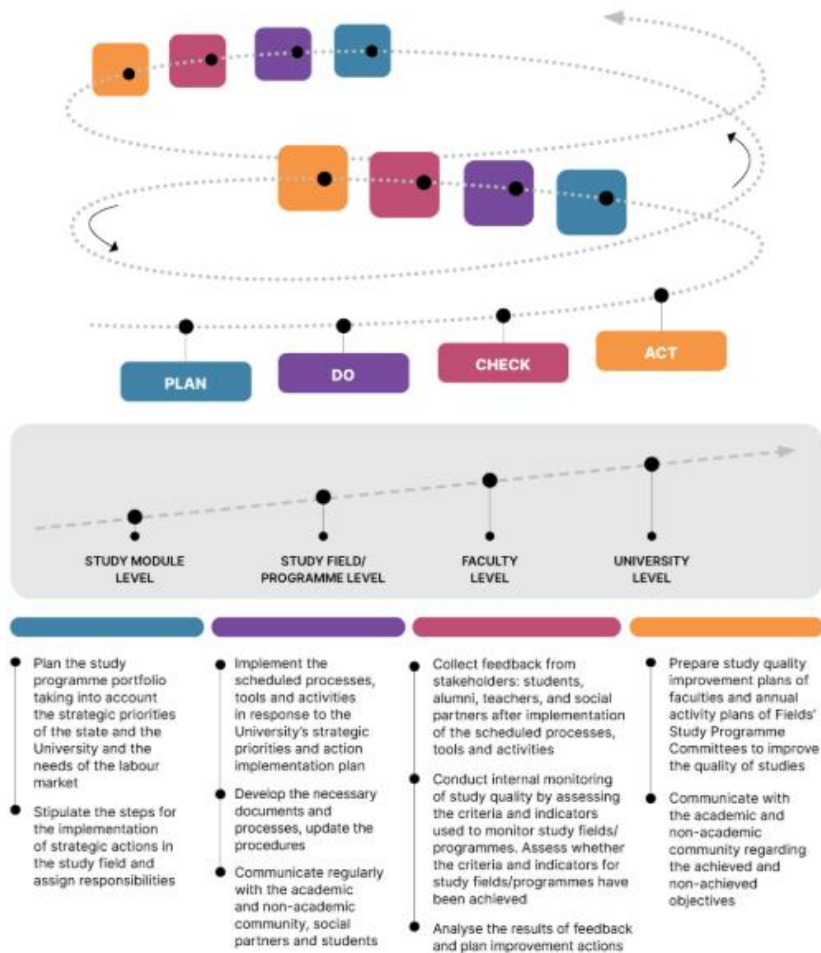 PLAN
DO
CHECK
ACT
STUDY MODULE
LEVEL
STUDY FIELD/
PROGRAMME LEVEL
FACULTY
LEVEL
UNIVERSITY
LEVEL
Plan the study
programme portfolio
taking into account
the strategic priorities
of the state and the
University and the
needs of the labour
market
Stipulate the steps for
the implementation
of strategic actions in
the study field and
assign responsibilities
Implement the
scheduled processes,
tools and activities
in response to the
University's strategic
priorities and action
implementation plan
Develop the necessary
documents and
processes, update the
procedures
Communicate regularly
with the academic
and non-academic
community, social
partners and students
Collect feedback from
stakeholders: students,
alumni, teachers, and social
partners after implementation
of the scheduled processes,
tools and activities
Conduct internal monitoring
of study quality by assessing
the criteria and indicators
used to monitor study fields/
programmes. Assess whether
the criteria and indicators for
study fields/programmes have
been achieved
Analyse the results of feedback
and plan improvement actions
Prepare study quality
improvement plans of
faculties and annual
activity plans of Fields'
Study Programme
Committees to improve
the quality of studies
Communicate with
the academic and
non-academic
community regarding
the achieved and
non-achieved
objectives